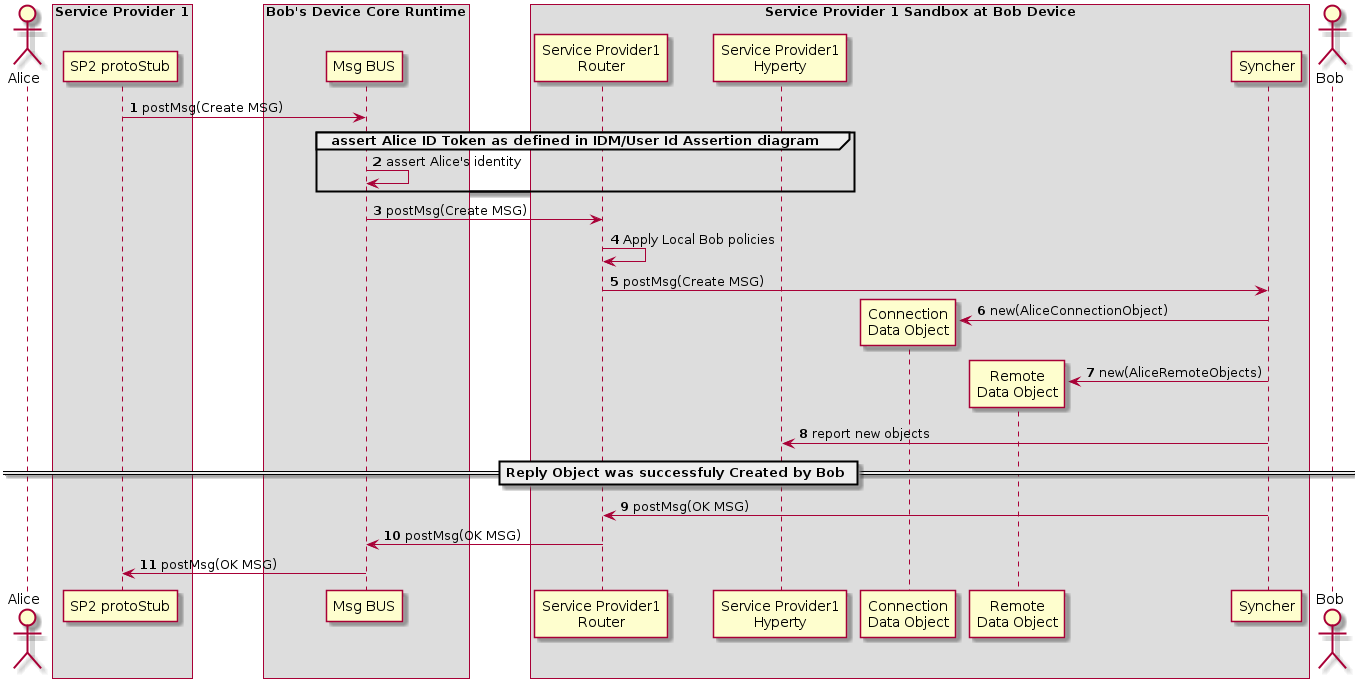 Service Provider 1
Bob's Device Core Runtime
Service Provider 1 Sandbox at Bob Device
Alice
SP2 protoStub
Msg BUS
Service Provider1
Router
Service Provider1
Hyperty
Syncher
Bob
1 postMsg(Create MSG)
assert Alice ID Token as defined in IDM/User Id Assertion diagram
2 assert Alice's identity
3 postMsg(Create MSG)
4 Apply Local Bob policies
5 postMsg(Create MSG)
Connection
Data Object
6 new(AliceConnectionObject)
Remote
Data Object
7 new(AliceRemoteObjects)
8 report new objects
Reply Object was successfuly Created by Bob
9 postMsg(OK MSG)
10 postMsg(OK MSG)
11 postMsg(OK MSG)
Alice
SP2 protoStub
Msg BUS
Service Provider1
Router
Service Provider1
Hyperty
Connection
Data Object
Remote
Data Object
Syncher
Bob